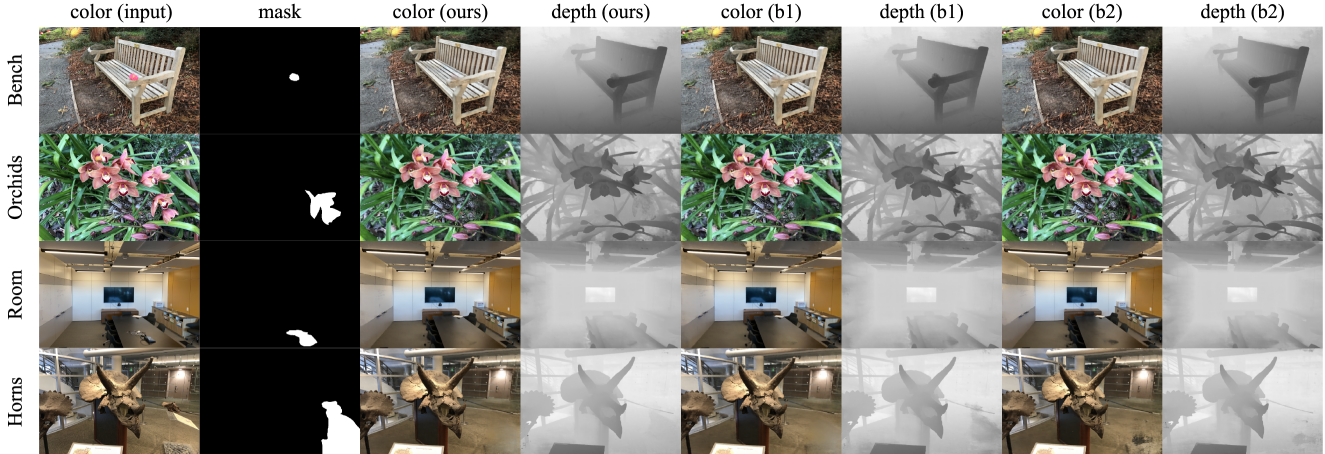 color (input) mask color (ours) depth (ours) color (b1) depth (b1) color (b2) depth (b2)
Bench
Orchids
Room
Horns